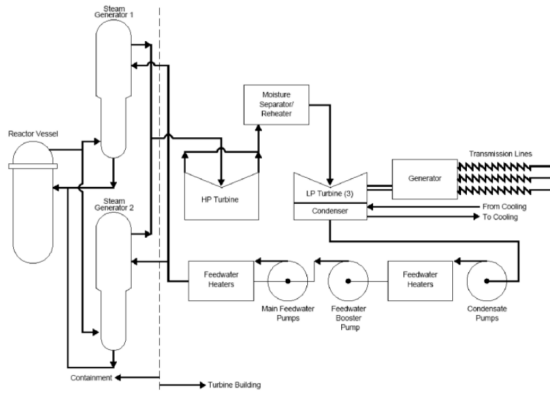 Steam
Generator 1
Reactor Vessel
Steam
Generator 2
Moisture
Separator/
Reheater
HP Turbine
LP Turbine (3)
Condenser
Generator
Transmission Lines
From Cooling
To Cooling
Feedwater
Heaters
Main Feedwater
Pumps
Feedwater
Booster
Pump
Feedwater
Heaters
Condensate
Pumps
Containment
Turbine Building